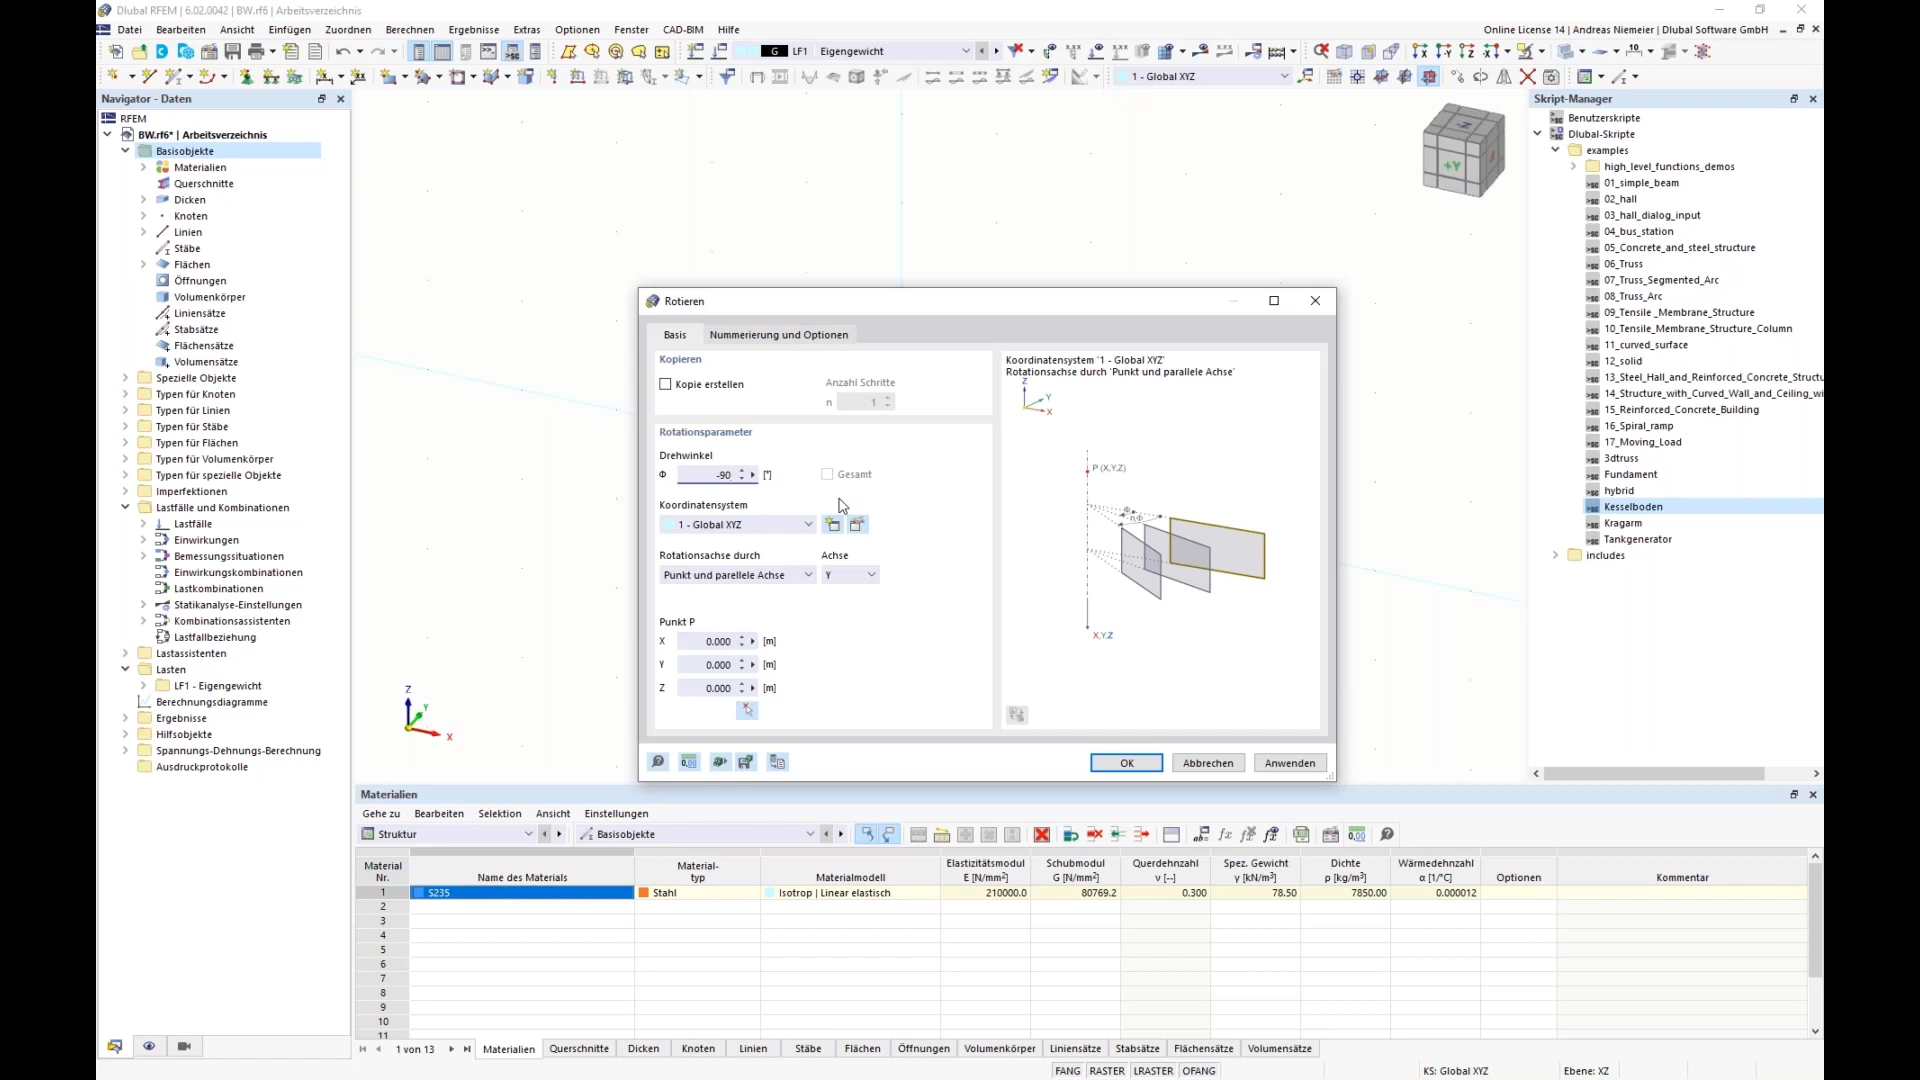 Dlubal RFEM | 6.02.0042 | BW.rf6* | Arbeitsverzeichnis
Datei Bearbeiten Ansicht Einfügen Zuordnen Berechnen Ergebnisse Extras Optionen Fenster CAD-BIM Hilfe
Online License 14 | Andreas Niemeier | Dlubal Software GmbH
G LF1 Eigengewicht
1 - Global XYZ
Navigator - Daten
RFEM
BW.rf6* | Arbeitsverzeichnis
Basisobjekte
Materialien
Querschnitte
Dicken
Knoten
Linien
Stäbe
Flächen
Öffnungen
Volumenkörper
Liniensätze
Stabsätze
Flächensätze
Volumensätze
Spezielle Objekte
Typen für Knoten
Typen für Linien
Typen für Stäbe
Typen für Flächen
Typen für Volumenkörper
Typen für spezielle Objekte
Imperfektionen
Lastfälle und Kombinationen
Lastfälle
Einwirkungen
Bemessungssituationen
Einwirkungskombinationen
Lastkombinationen
Statikanalyse-Einstellungen
Kombinationsassistenten
Lastfallbeziehung
Lastassistenten
Lasten
LF1 - Eigengewicht
Berechnungsdiagramme
Ergebnisse
Hilfsobjekte
Spannungs-Dehnungs-Berechnung
Ausdruckprotokolle
-Z
+Y
Z
Y
X
Rotieren
Basis
Nummerierung und Optionen
Kopieren
Kopie erstellen
Anzahl Schritte
n 1
Rotationsparameter
Drehwinkel
Φ -90 [°]
Gesamt
Koordinatensystem
1 - Global XYZ
Rotationsachse durch Achse
Punkt und parellele Achse Y
Punkt P
X 0.000 [m]
Y 0.000 [m]
Z 0.000 [m]
Koordinatensystem '1 - Global XYZ'
Rotationsachse durch 'Punkt und parallele Achse'
Z
Y
X
P (X,Y,Z)
Φ
n·Φ
X,Y,Z
OK Abbrechen Anwenden
Skript-Manager
Benutzerskripte
Dlubal-Skripte
examples
high_level_functions_demos
01_simple_beam
02_hall
03_hall_dialog_input
04_bus_station
05_Concrete_and_steel_structure
06_Truss
07_Truss_Segmented_Arc
08_Truss_Arc
09_Tensile _Membrane_Structure
10_Tensile_Membrane_Structure_Column
11_curved_surface
12_solid
13_Steel_Hall_and_Reinforced_Concrete_Structu
14_Structure_with_Curved_Wall_and_Ceiling_wi
15_Reinforced_Concrete_Building
16_Spiral_ramp
17_Moving_Load
3dtruss
Fundament
hybrid
Kesselboden
Kragarm
Tankgenerator
includes
Materialien
Gehe zu Bearbeiten Selektion Ansicht Einstellungen
Struktur Basisobjekte
Material Nr. Name des Materials Material-typ Materialmodell Elastizitätsmodul E [N/mm²] Schubmodul G [N/mm²] Querdehnzahl ν [--] Spez. Gewicht γ [kN/m³] Dichte ρ [kg/m³] Wärmedehnzahl α [1/°C] Optionen Kommentar
1 S235 Stahl Isotrop | Linear elastisch 210000.0 80769.2 0.300 78.50 7850.00 0.000012
2
3
4
5
6
7
8
9
10
11
1 von 13 Materialien Querschnitte Dicken Knoten Linien Stäbe Flächen Öffnungen Volumenkörper Liniensätze Stabsätze Flächensätze Volumensätze
FANG RASTER LRASTER OFANG KS: Global XYZ Ebene: XZ